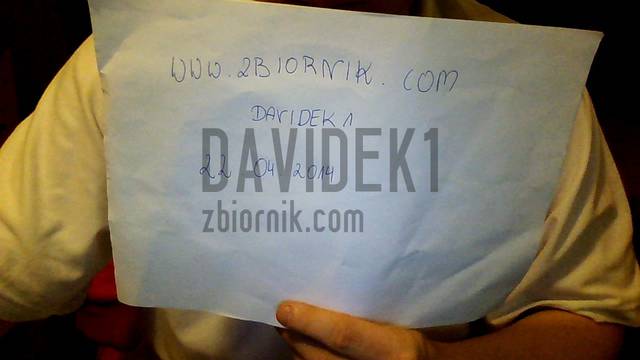 WWW.ZBIORNIK.COM
DAVIDEK1
22 04 2014
DAVIDEK1
zbiornik.com